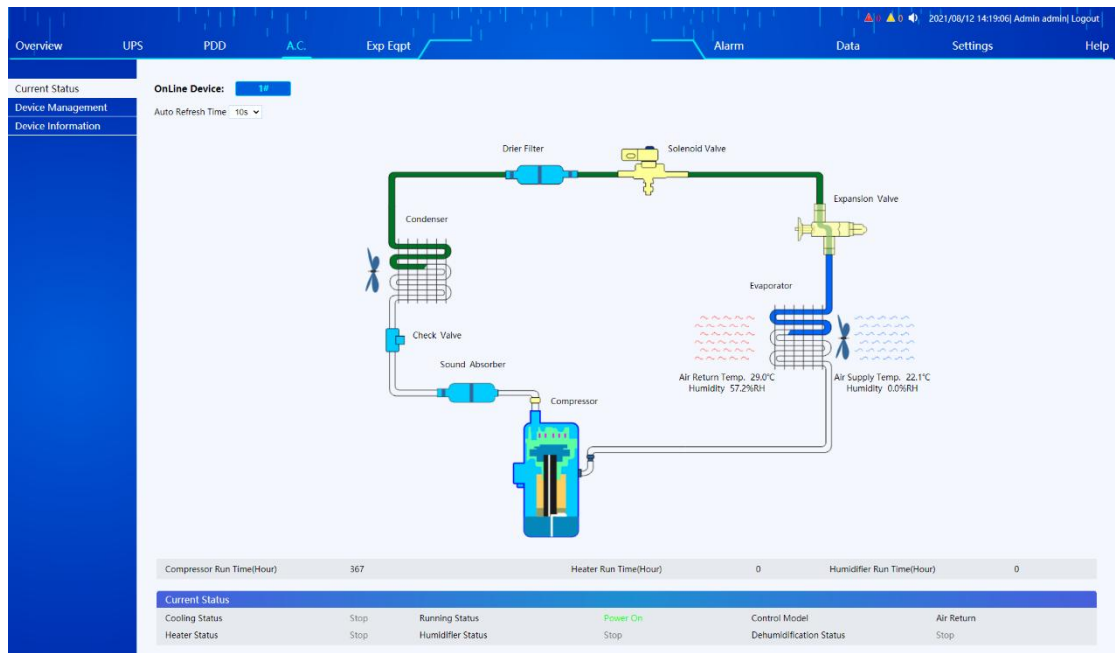 0 0 2021/08/12 14:19:06| Admin admin| Logout
Overview UPS PDD A.C. Exp Eqpt Alarm Data Settings Help
Current Status
Device Management
Device Information
OnLine Device: 1#
Auto Refresh Time 10s
Drier Filter Solenoid Valve
Expansion Valve
Condenser
Evaporator
Check Valve
Sound Absorber
Air Return Temp. 29.0℃ Air Supply Temp. 22.1℃
Humidity 57.2%RH Humidity 0.0%RH
Compressor
Compressor Run Time(Hour) 367 Heater Run Time(Hour) 0 Humidifier Run Time(Hour) 0
Current Status
Cooling Status Stop Running Status Power On Control Model Air Return
Heater Status Stop Humidifier Status Stop Dehumidification Status Stop